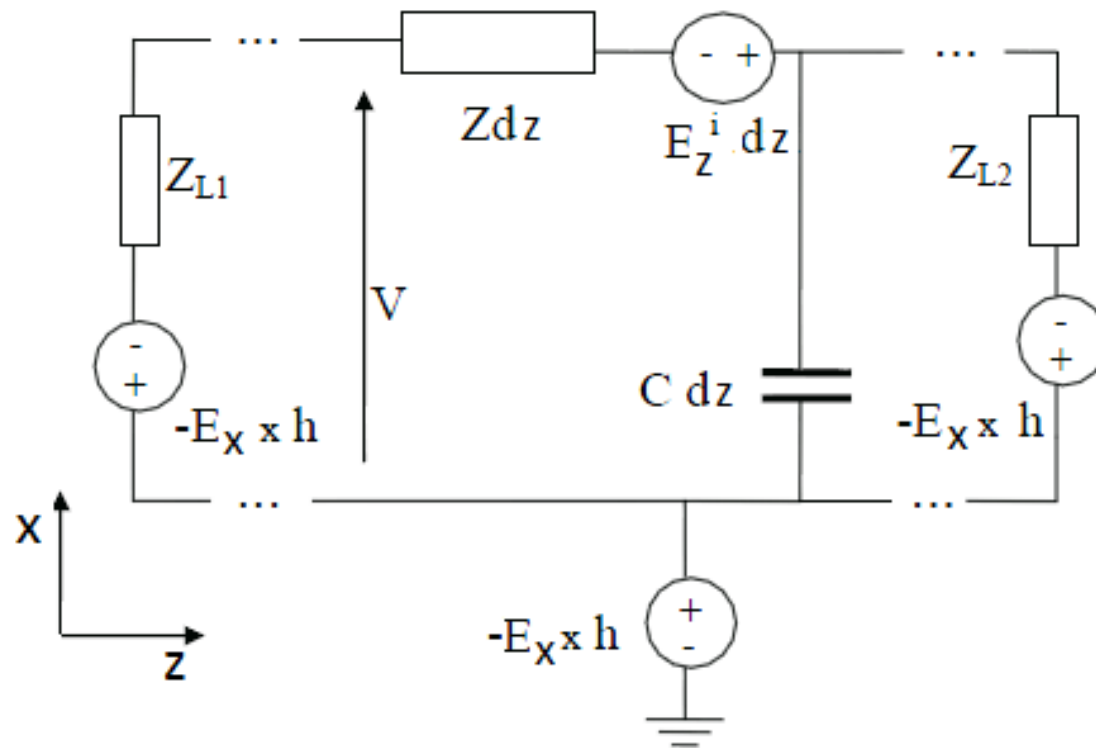 ... ...
- +
Zdz
E_z^i . dz
Z_L1
Z_L2
V
-
+
-
+
C dz
-E_x x h
-E_x x h
... ...
X
+
-
-E_x x h
Z